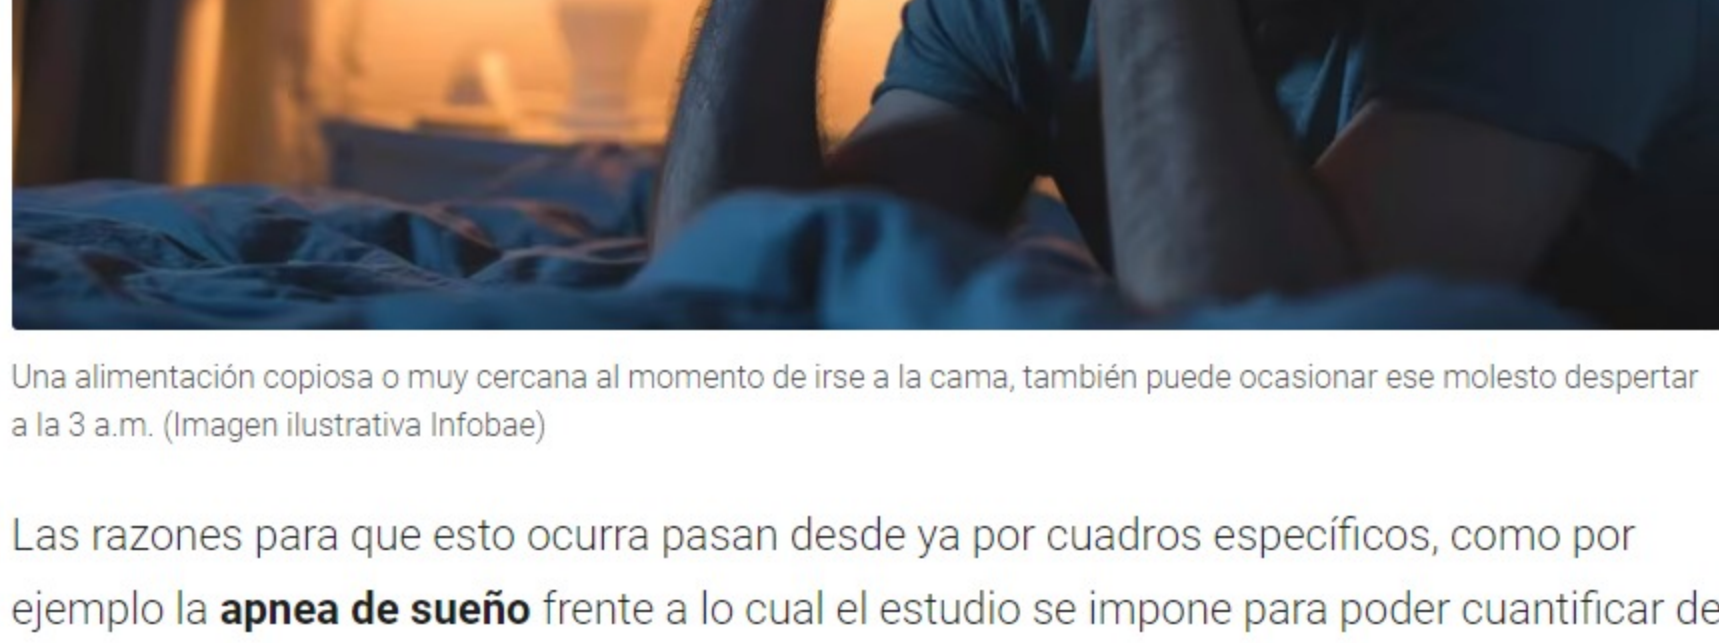 Una alimentación copiosa o muy cercana al momento de irse a la cama, también puede ocasionar ese molesto despertar
a la 3 a.m. (Imagen ilustrativa Infobae)
Las razones para que esto ocurra pasan desde ya por cuadros específicos, como por
ejemplo la apnea de sueño frente a lo cual el estudio se impone para poder cuantificar de